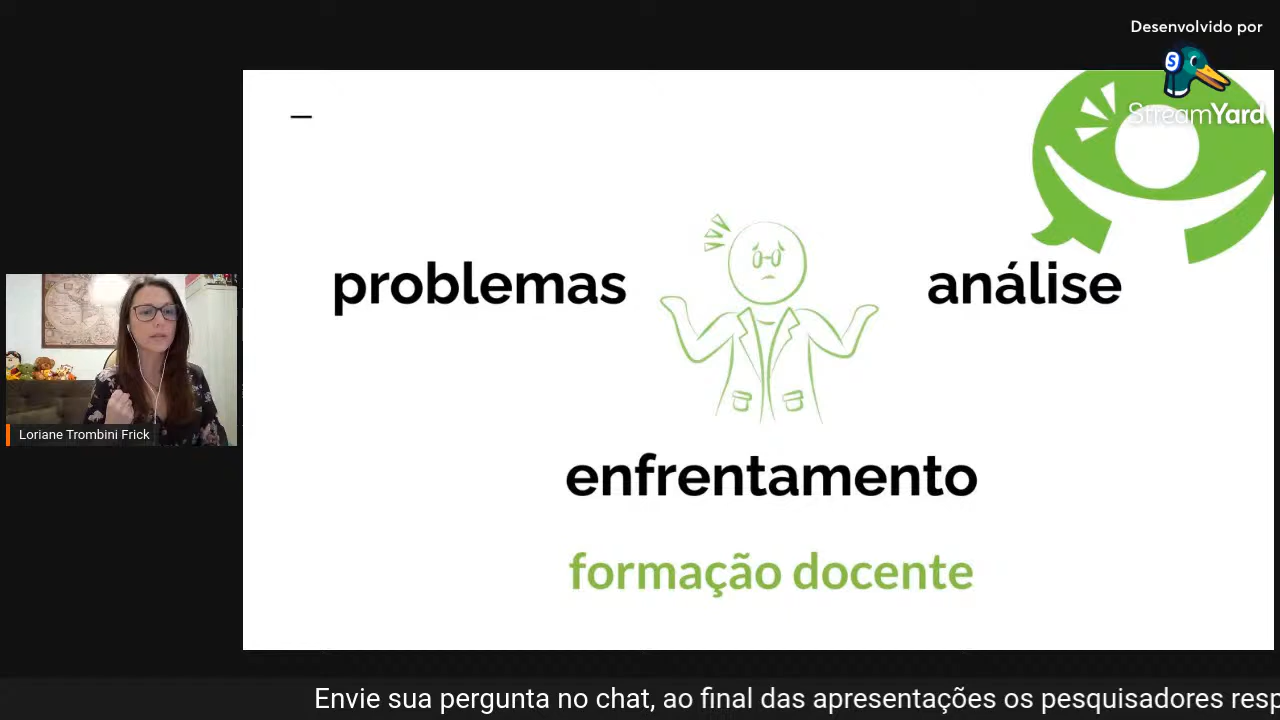 Desenvolvido por
S
StreamYard
problemas
análise
enfrentamento
formação docente
Loriane Trombini Frick
Envie sua pergunta no chat, ao final das apresentações os pesquisadores resp